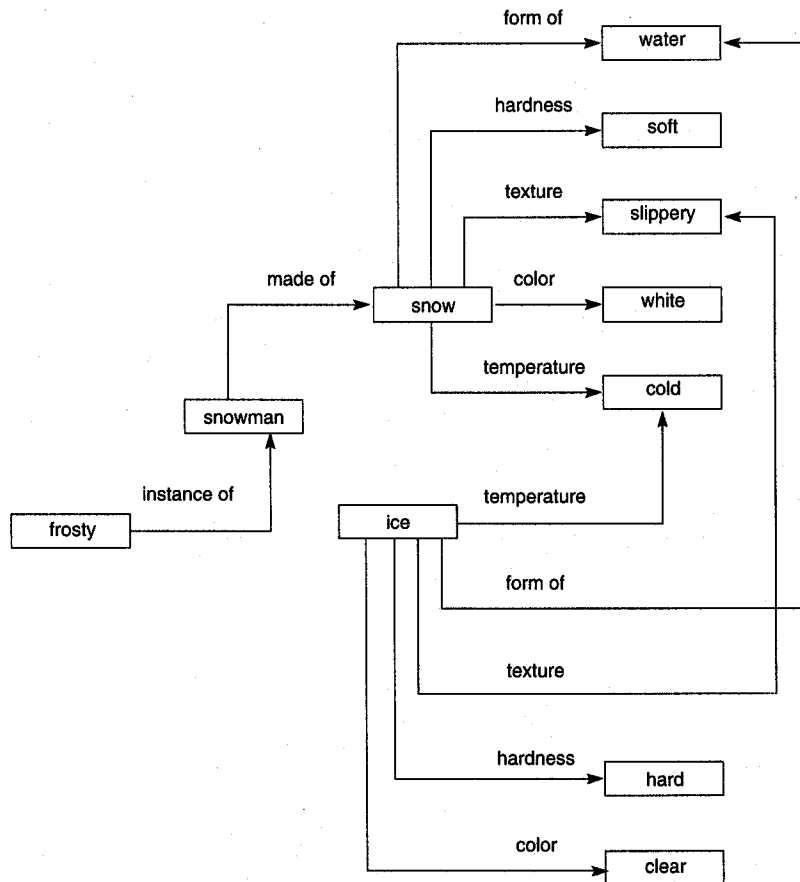 form of
water
hardness
soft
texture
slippery
made of
color
snow
white
temperature
cold
snowman
instance of
temperature
frosty
ice
form of
texture
hardness
hard
color
clear